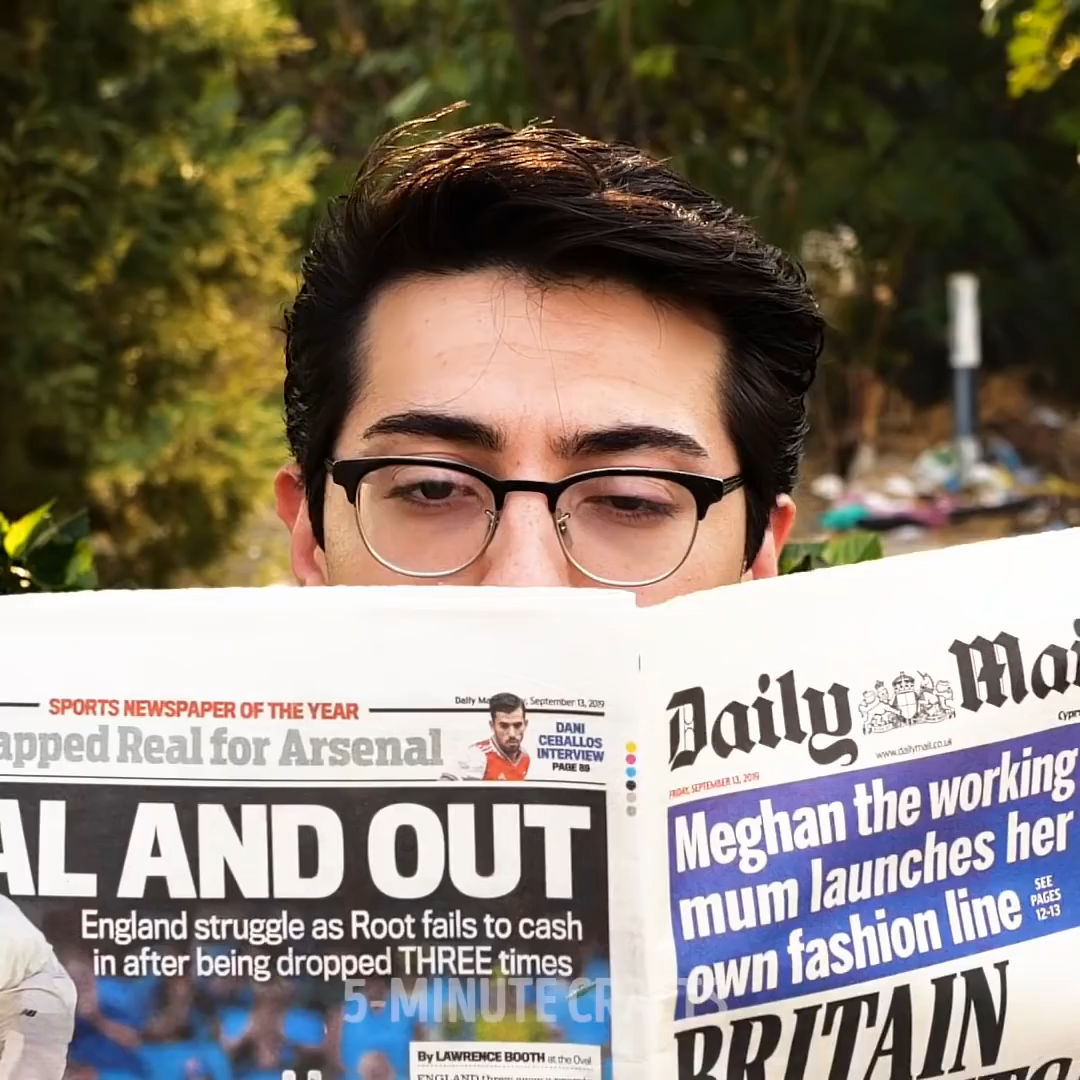 SPORTS NEWSPAPER OF THE YEAR
September 13, 2019
apped Real for Arsenal
DANI
CEBALLOS
INTERVIEW
PAGE 89
AL AND OUT
England struggle as Root fails to cash
in after being dropped THREE times
By LAWRENCE BOOTH at the Oval
Daily Mai
www.dailymail.co.uk
FRIDAY, SEPTEMBER 13, 2019
Meghan the working
mum launches her
own fashion line
SEE
PAGES
12-13
BRITAIN
5-MINUTE CRAFTS